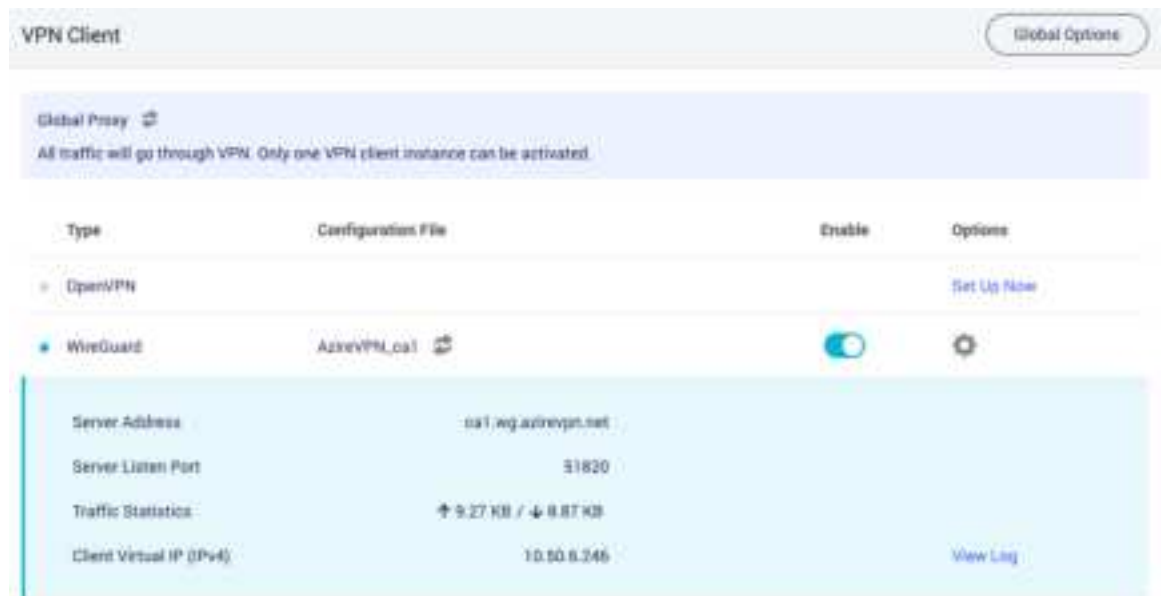 VPN Client
Global Options
Global Proxy
All traffic will go through VPN. Only one VPN client instance can be activated.
Type Configuration File Enable Options
OpenVPN Set Up Now
WireGuard AzireVPN_ca1
Server Address ca1.wg.azirevpn.net
Server Listen Port 51820
Traffic Statistics ↑ 9.27 KB / ↓ 8.87 KB
Client Virtual IP (IPv4) 10.50.6.246 View Log